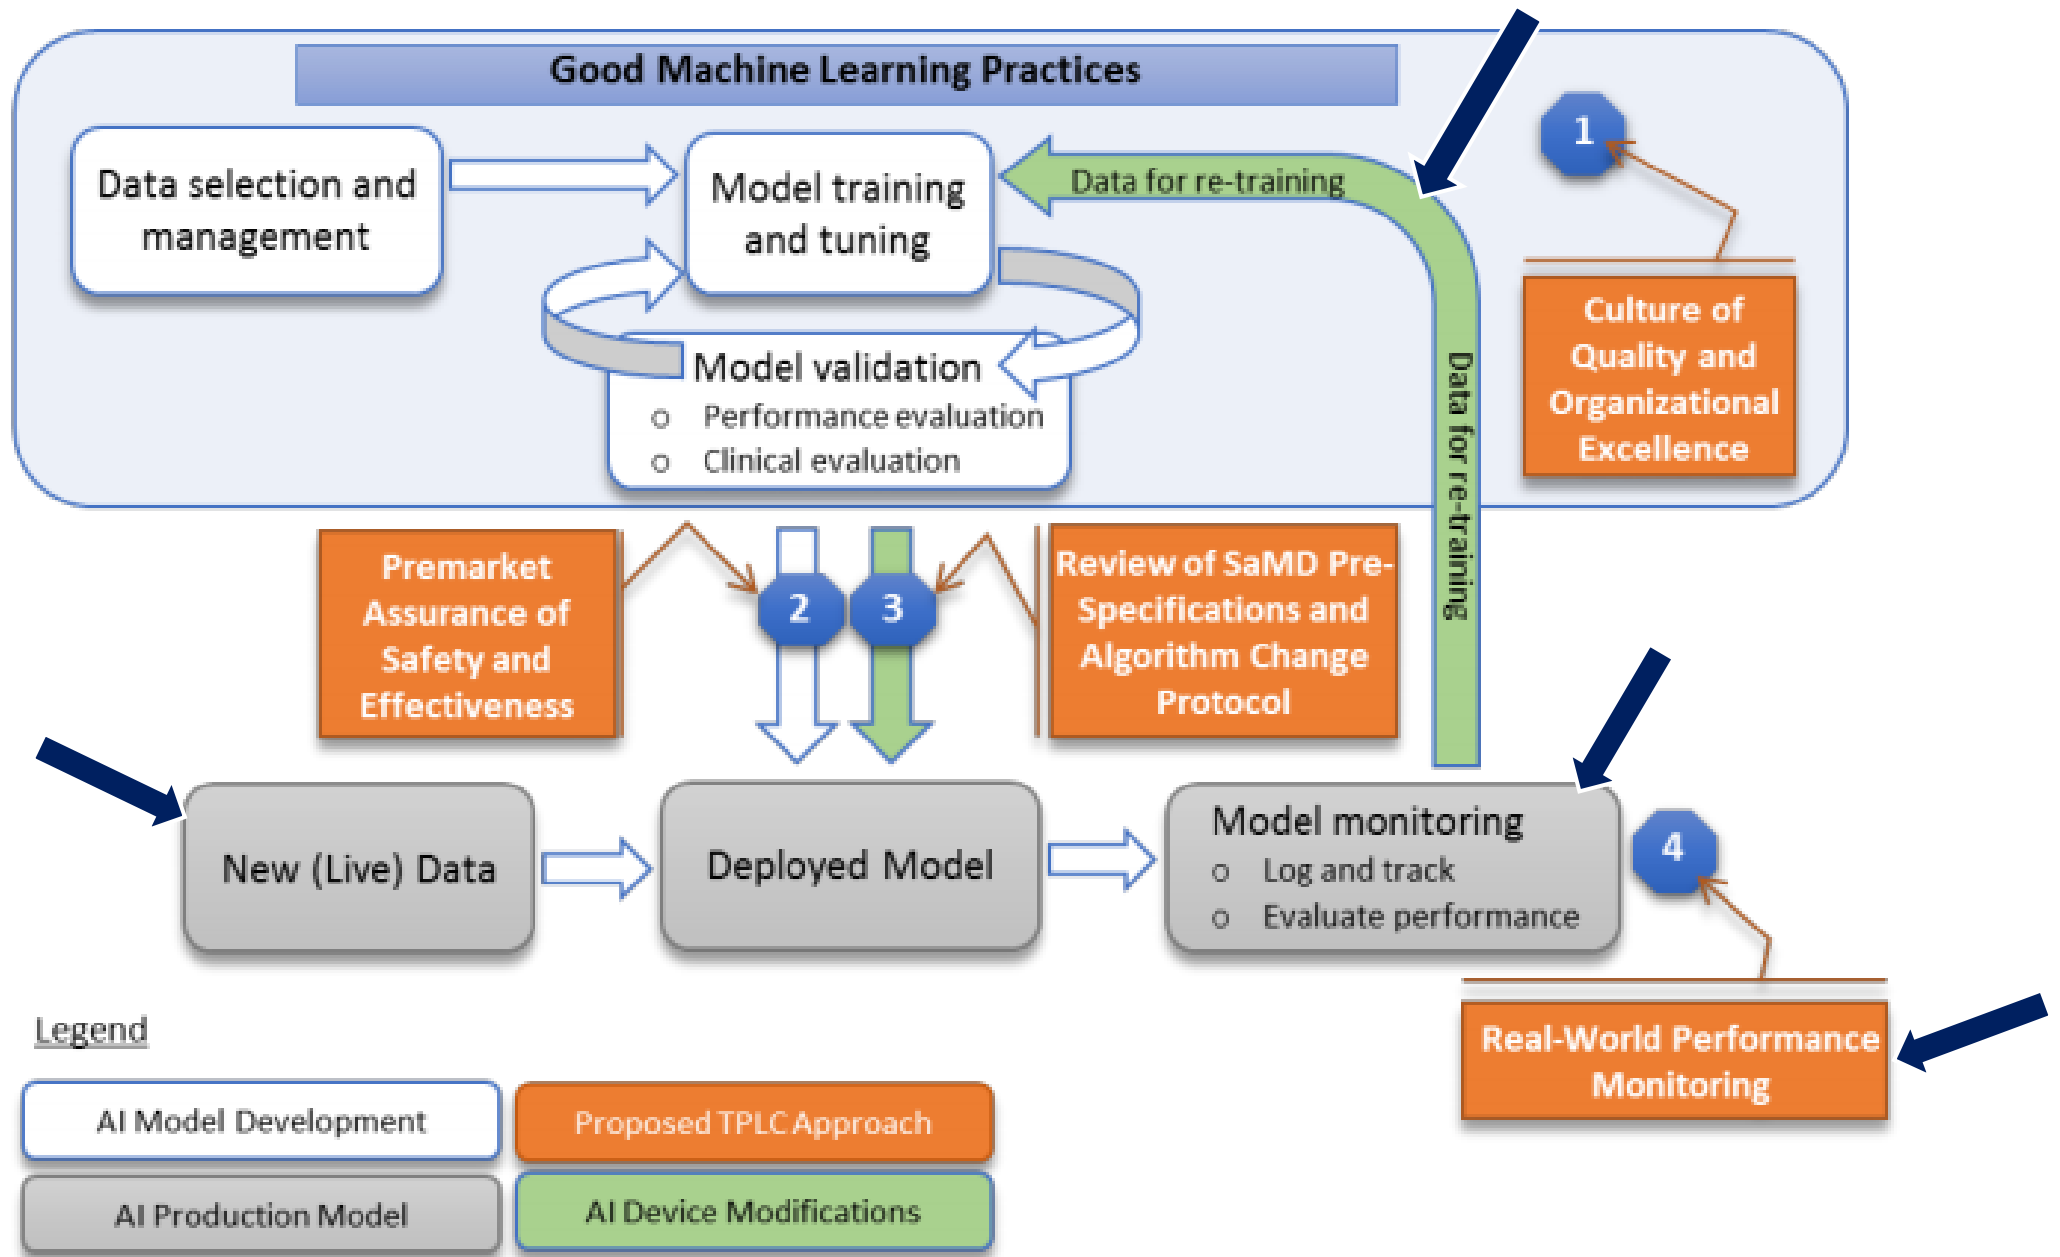 Good Machine Learning Practices
Data selection and
management
Model training
and tuning
Data for re-training
1
Culture of
Quality and
Organizational
Excellence
Model validation
o Performance evaluation
o Clinical evaluation
Data for re-training
Premarket
Assurance of
Safety and
Effectiveness
2
3
Review of SaMD Pre-
Specifications and
Algorithm Change
Protocol
New (Live) Data
Deployed Model
Model monitoring
o Log and track
o Evaluate performance
4
Real-World Performance
Monitoring
Legend
AI Model Development
Proposed TPLC Approach
AI Production Model
AI Device Modifications